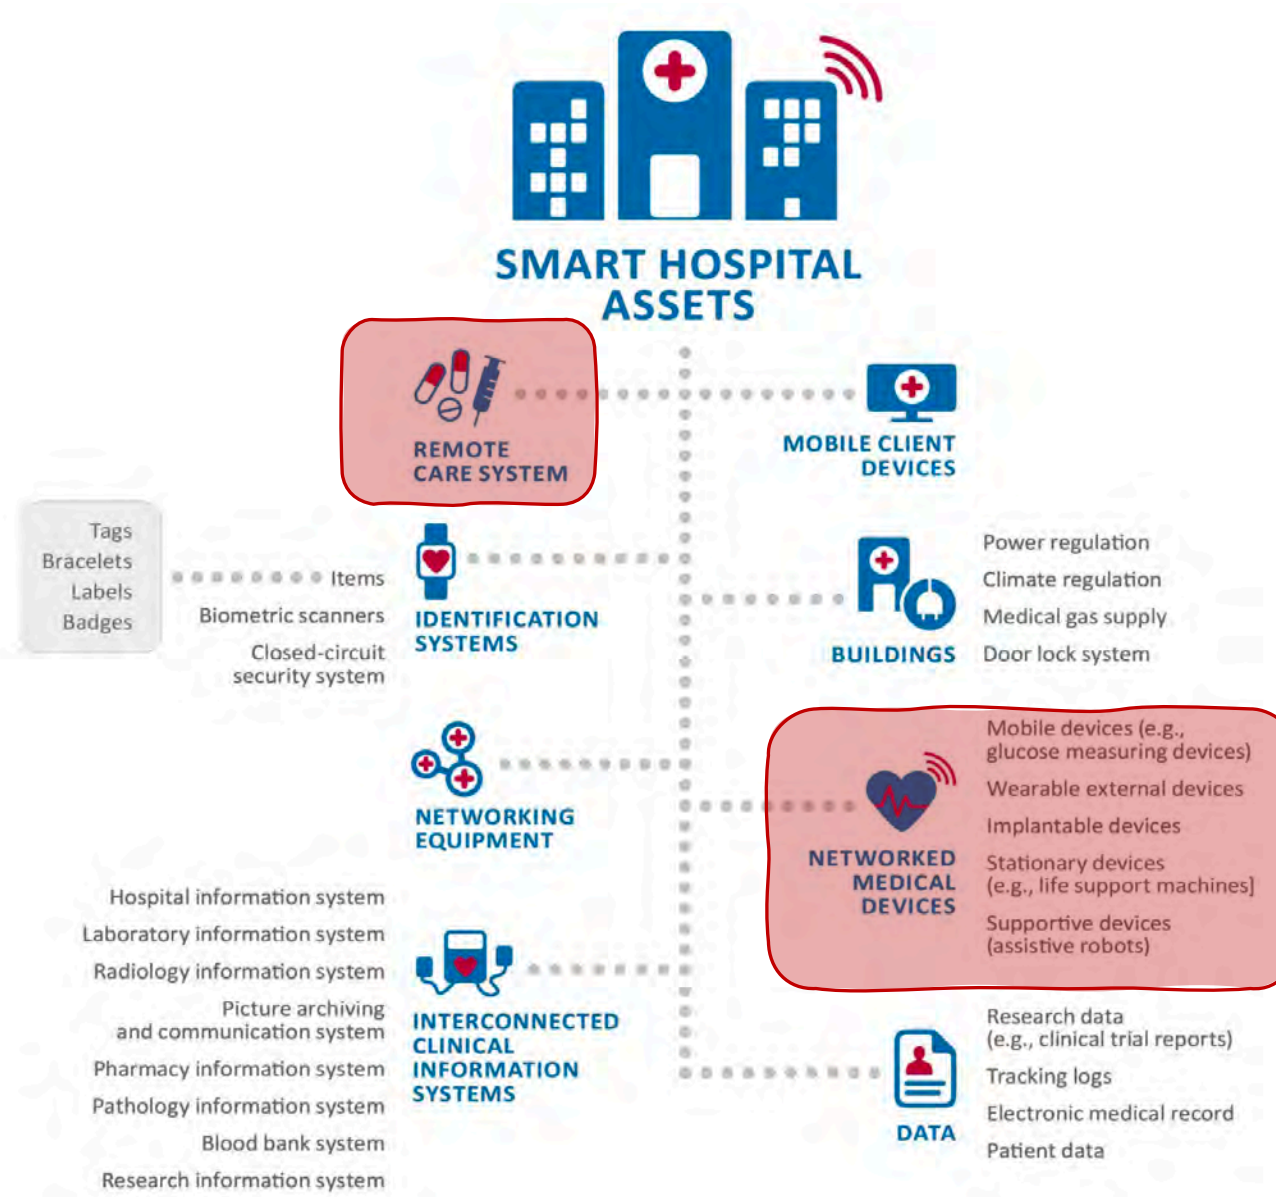 SMART HOSPITAL
ASSETS
REMOTE
CARE SYSTEM
MOBILE CLIENT
DEVICES
Tags
Bracelets
Labels
Badges
Items
Biometric scanners
Closed-circuit
security system
IDENTIFICATION
SYSTEMS
BUILDINGS
Power regulation
Climate regulation
Medical gas supply
Door lock system
NETWORKING
EQUIPMENT
NETWORKED
MEDICAL
DEVICES
Mobile devices (e.g.,
glucose measuring devices)
Wearable external devices
Implantable devices
Stationary devices
(e.g., life support machines]
Supportive devices
(assistive robots)
Hospital information system
Laboratory information system
Radiology information system
Picture archiving
and communication system
Pharmacy information system
Pathology information system
Blood bank system
Research information system
INTERCONNECTED
CLINICAL
INFORMATION
SYSTEMS
DATA
Research data
(e.g., clinical trial reports)
Tracking logs
Electronic medical record
Patient data